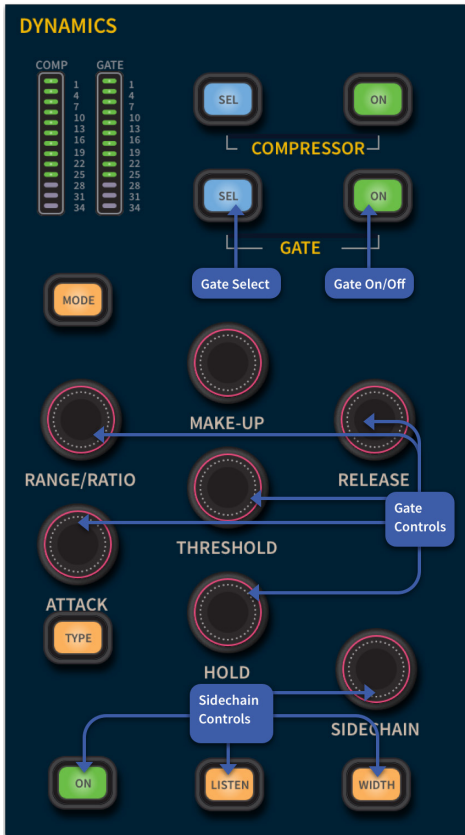 DYNAMICS
COMP GATE
1 1
4 4
7 7
10 10
13 13
16 16
19 19
22 22
25 25
28 28
31 31
34 34
SEL ON
COMPRESSOR
SEL ON
GATE
Gate Select Gate On/Off
MODE
MAKE-UP
RANGE/RATIO RELEASE
Gate
Controls
THRESHOLD
ATTACK
TYPE
HOLD
Sidechain
Controls
SIDECHAIN
ON LISTEN WIDTH